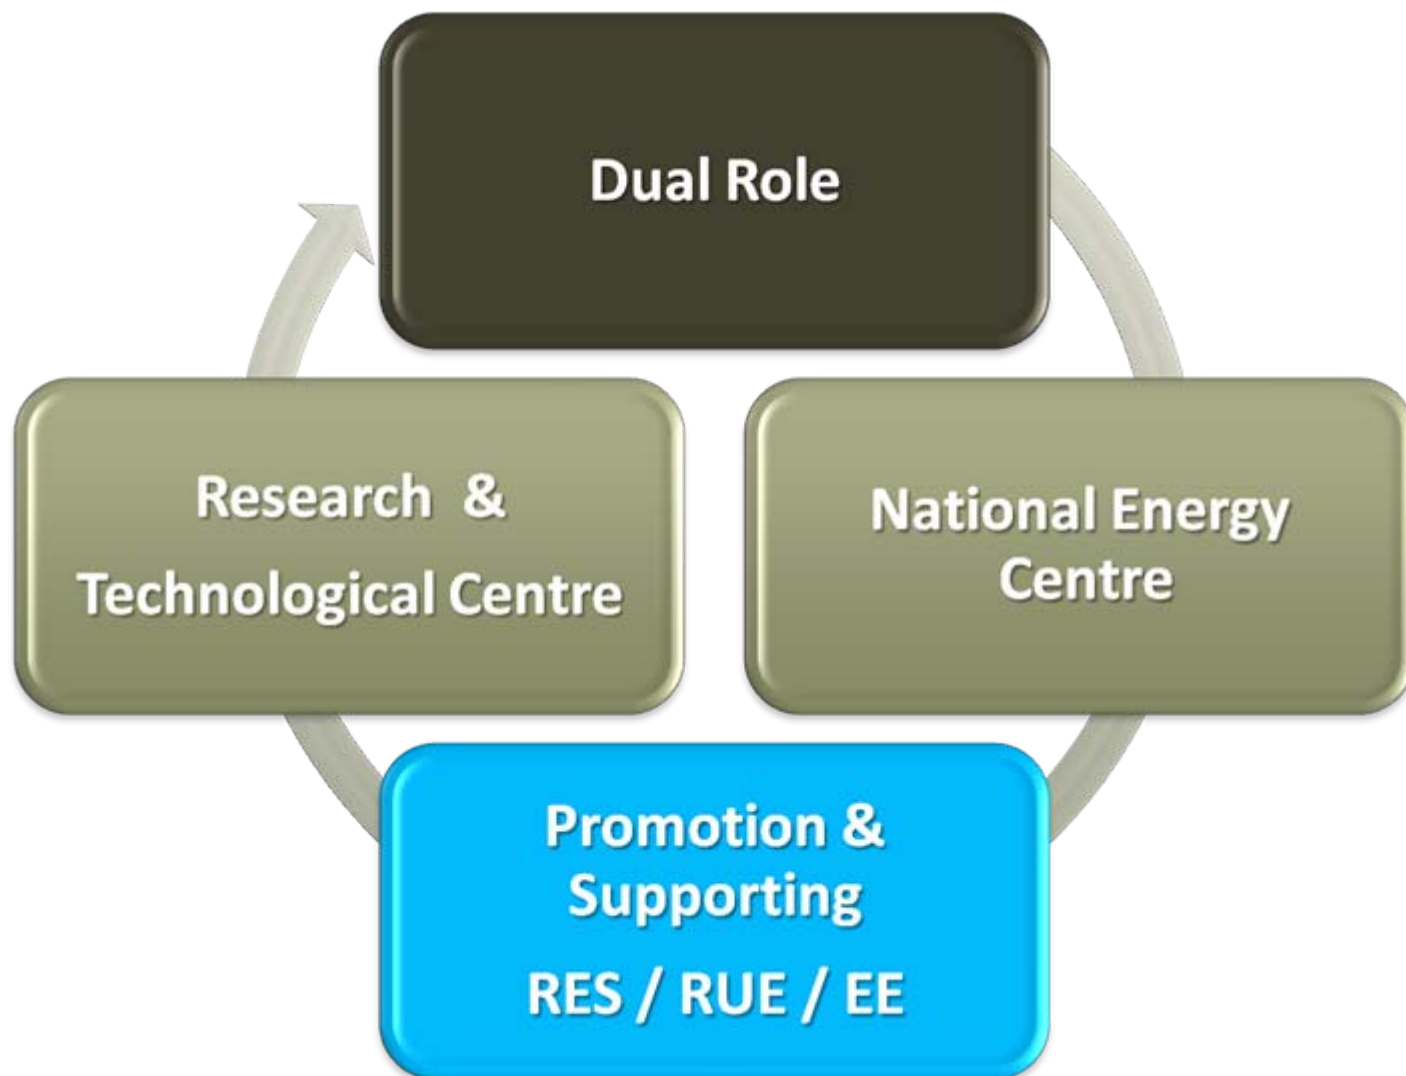 Dual Role
Research &
Technological Centre
National Energy
Centre
Promotion &
Supporting
RES / RUE / EE